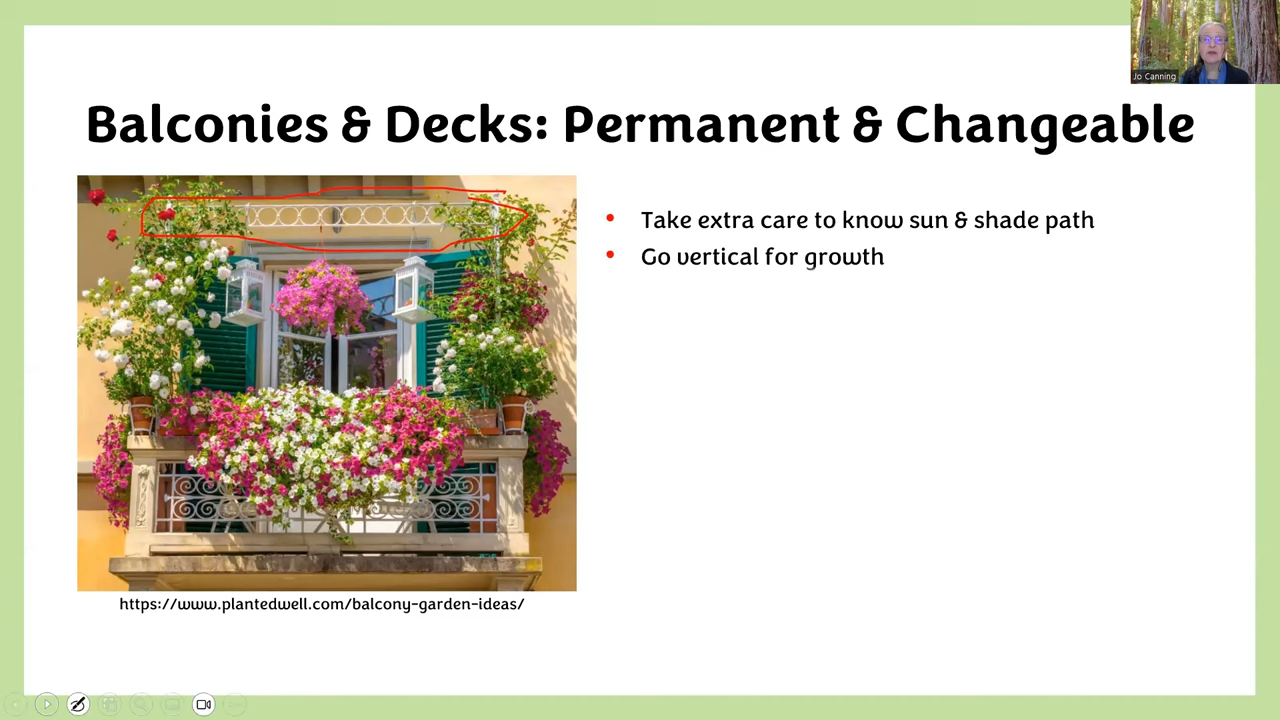 Jo Canning
Balconies & Decks: Permanent & Changeable
• Take extra care to know sun & shade path
• Go vertical for growth
https://www.plantedwell.com/balcony-garden-ideas/